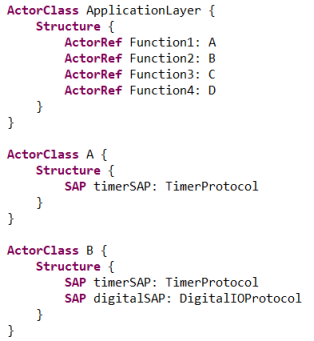 ActorClass ApplicationLayer {
    Structure {
        ActorRef Function1: A
        ActorRef Function2: B
        ActorRef Function3: C
        ActorRef Function4: D
    }
}

ActorClass A {
    Structure {
        SAP timerSAP: TimerProtocol
    }
}

ActorClass B {
    Structure {
        SAP timerSAP: TimerProtocol
        SAP digitalSAP: DigitalIOProtocol
    }
}